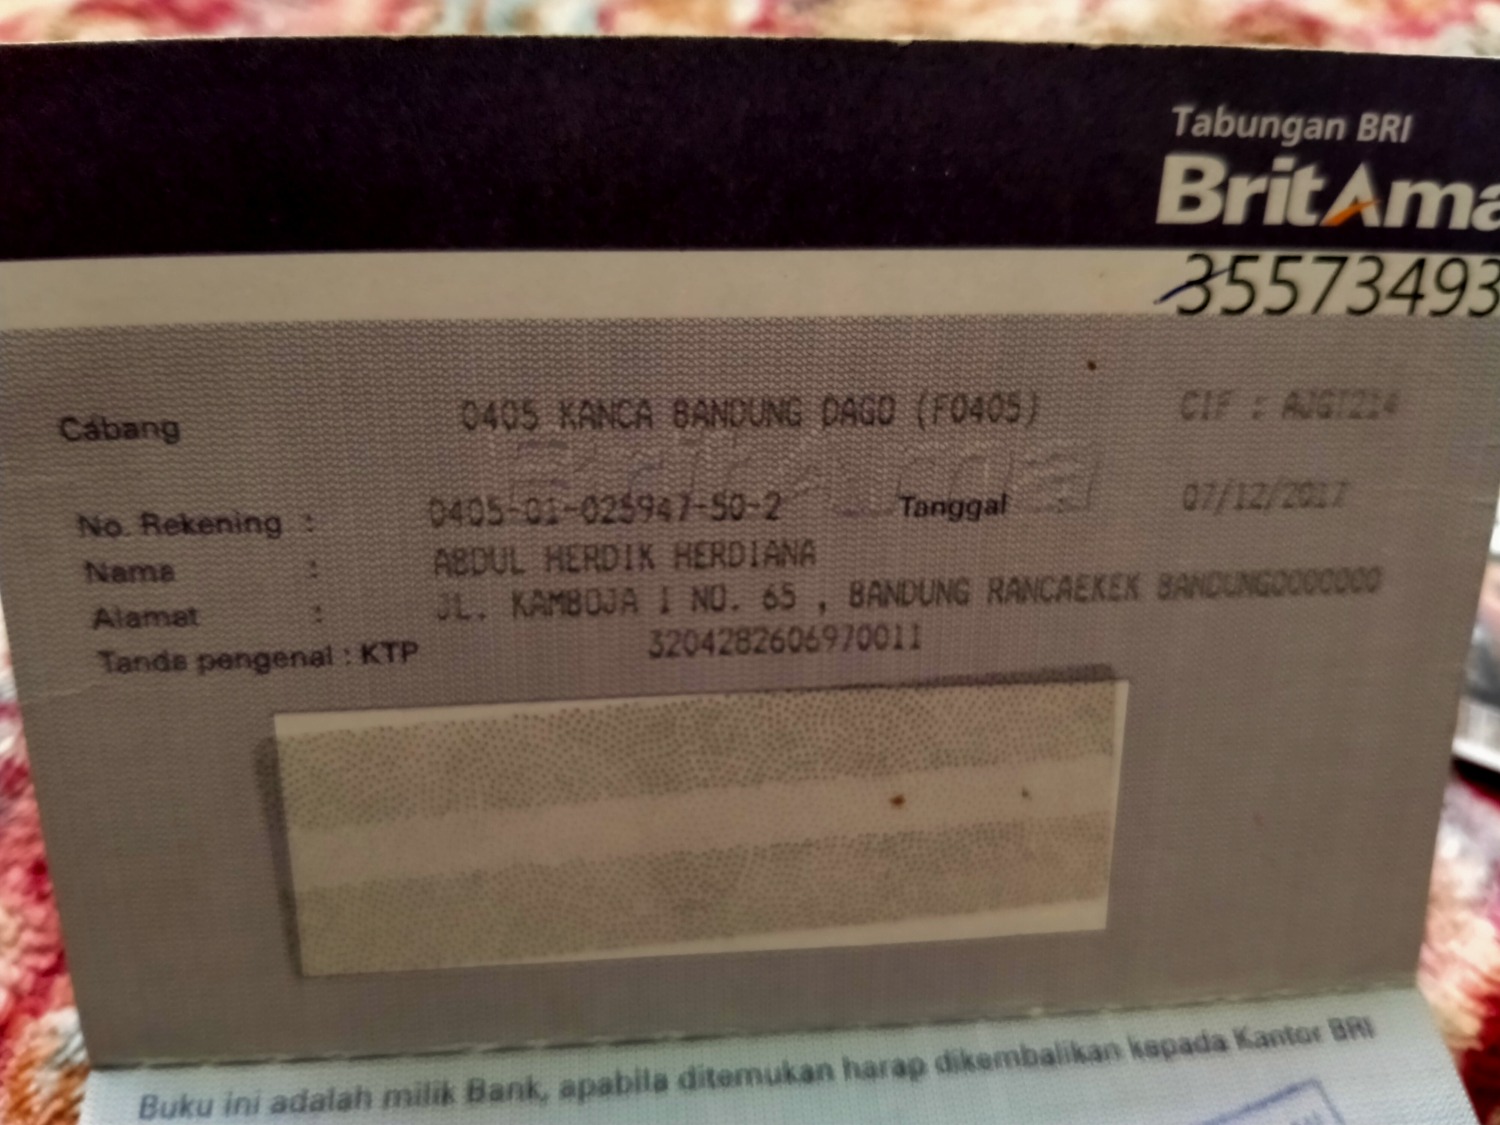 Tabungan BRI
BritAma
35573493
Cabang 0405 KANCA BANDUNG DAGO (F0405) CIF : AJGT214
No. Rekening : 0405-01-025947-50-2 Tanggal 07/12/2017
Nama : ABDUL HERDIK HERDIANA
Alamat : JL. KAMBOJA I NO. 65 , BANDUNG RANCAEKEK BANDUNG0000000
Tanda pengenal : KTP 3204282606970011
Buku ini adalah milik Bank, apabila ditemukan harap dikembalikan kepada Kantor BRI